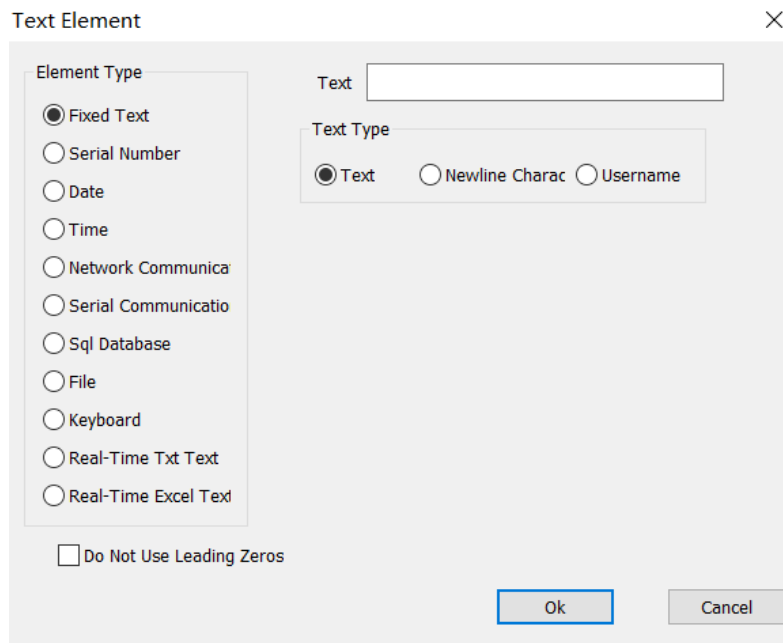 Text Element
Element Type
Fixed Text
Serial Number
Date
Time
Network Communica
Serial Communicatio
Sql Database
File
Keyboard
Real-Time Txt Text
Real-Time Excel Text
Do Not Use Leading Zeros
Text
Text Type
Text Newline Charac Username
Ok Cancel